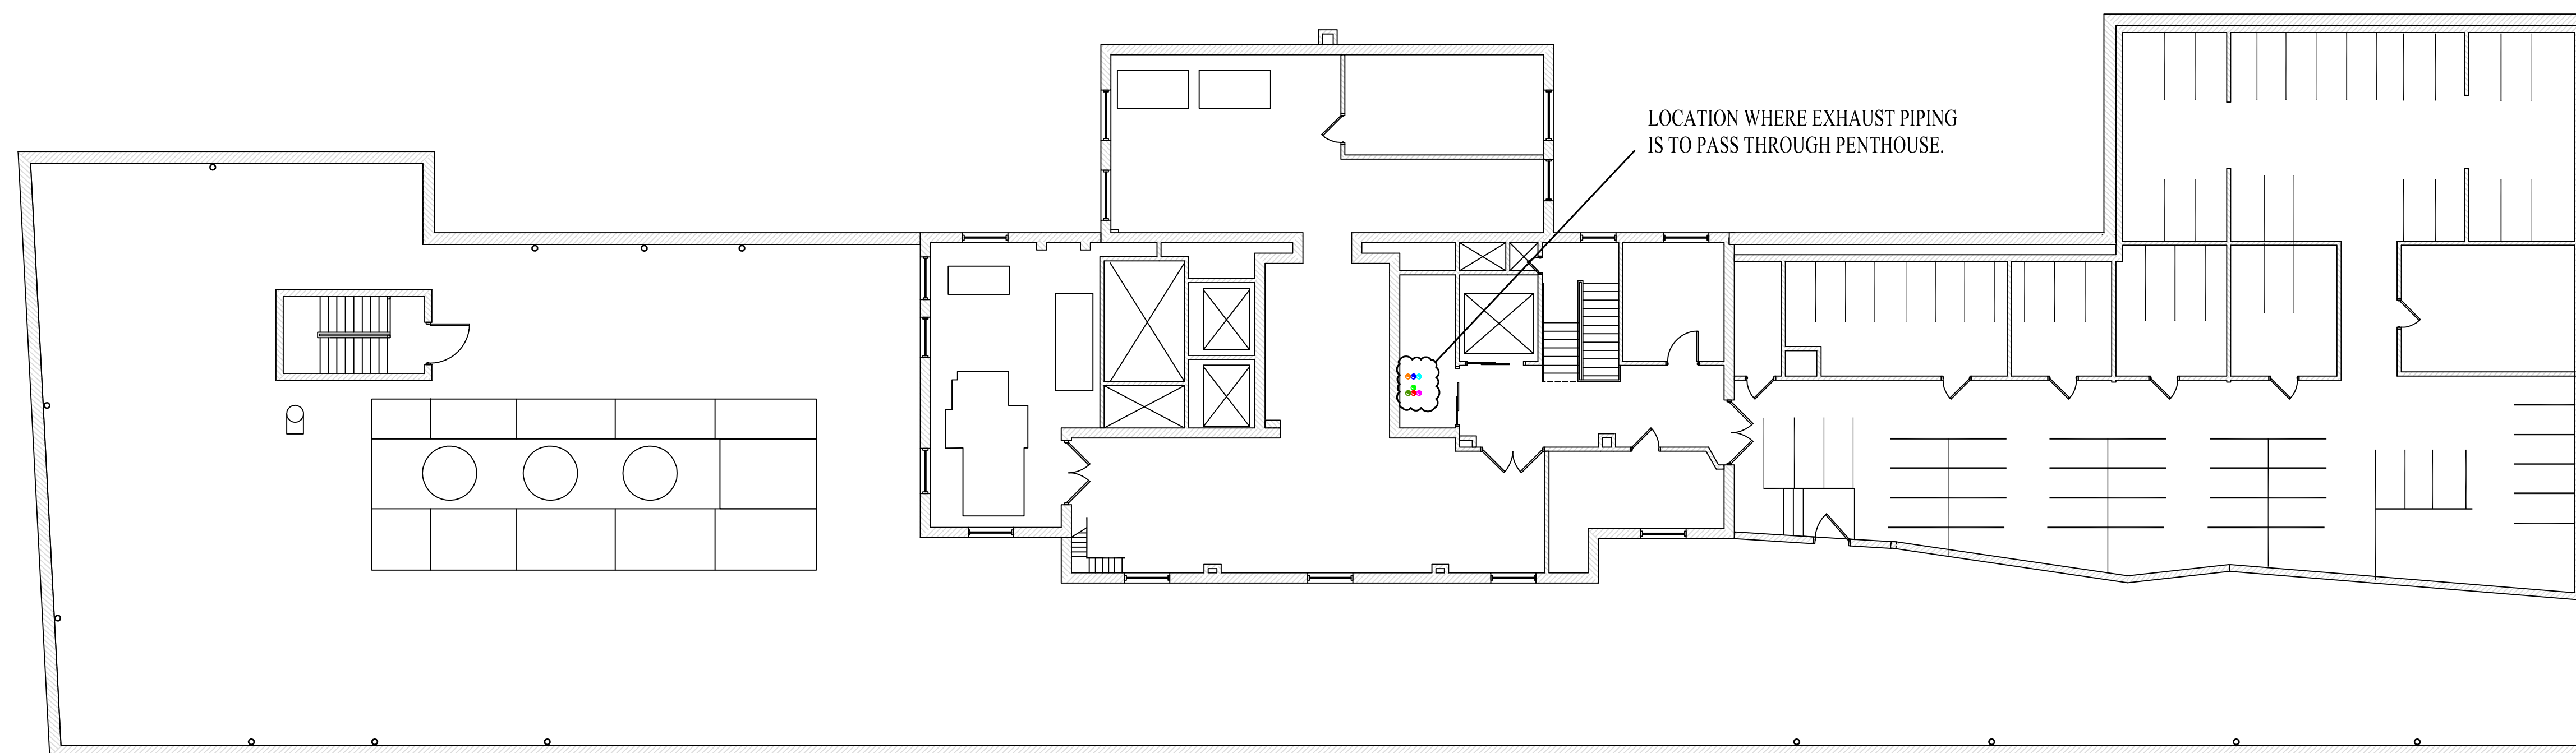 LOCATION WHERE EXHAUST PIPING
IS TO PASS THROUGH PENTHOUSE.